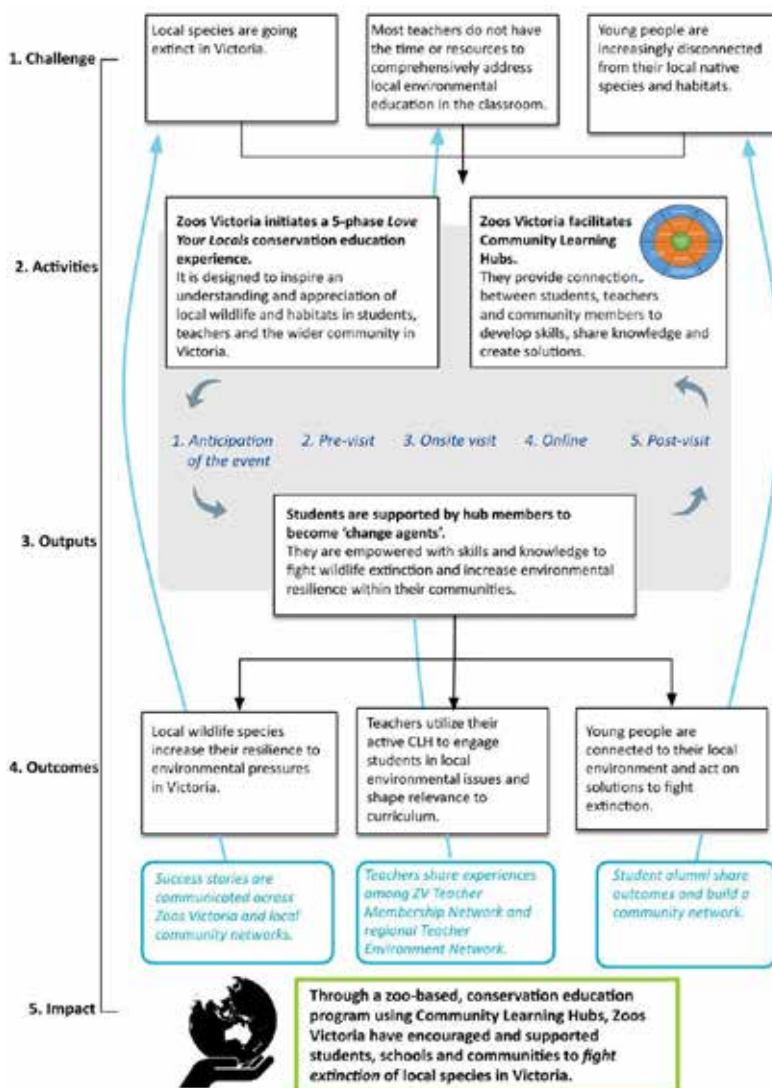 1. Challenge
Local species are going
extinct in Victoria.
Most teachers do not have
the time or resources to
comprehensively address
local environmental
education in the classroom.
Young people are
increasingly disconnected
from their local native
species and habitats.
2. Activities
Zoos Victoria initiates a 5-phase Love
Your Locals conservation education
experience.
It is designed to inspire an
understanding and appreciation of
local wildlife and habitats in students,
teachers and the wider community in
Victoria.
Zoos Victoria facilitates
Community Learning
Hubs.
They provide connection
between students, teachers
and community members to
develop skills, share knowledge and
create solutions.
1. Anticipation
of the event
2. Pre-visit
3. Onsite visit
4. Online
5. Post-visit
3. Outputs
Students are supported by hub members to
become 'change agents'.
They are empowered with skills and knowledge to
fight wildlife extinction and increase environmental
resilience within their communities.
4. Outcomes
Local wildlife species
increase their resilience to
environmental pressures
in Victoria.
Teachers utilize their
active CLH to engage
students in local
environmental issues and
shape relevance to
curriculum.
Young people are
connected to their local
environment and act on
solutions to fight
extinction.
Success stories are
communicated across
Zoos Victoria and local
community networks.
Teachers share experiences
among ZV Teacher
Membership Network and
regional Teacher
Environment Network.
Student alumni share
outcomes and build a
community network.
5. Impact
Through a zoo-based, conservation education
program using Community Learning Hubs, Zoos
Victoria have encouraged and supported
students, schools and communities to fight
extinction of local species in Victoria.